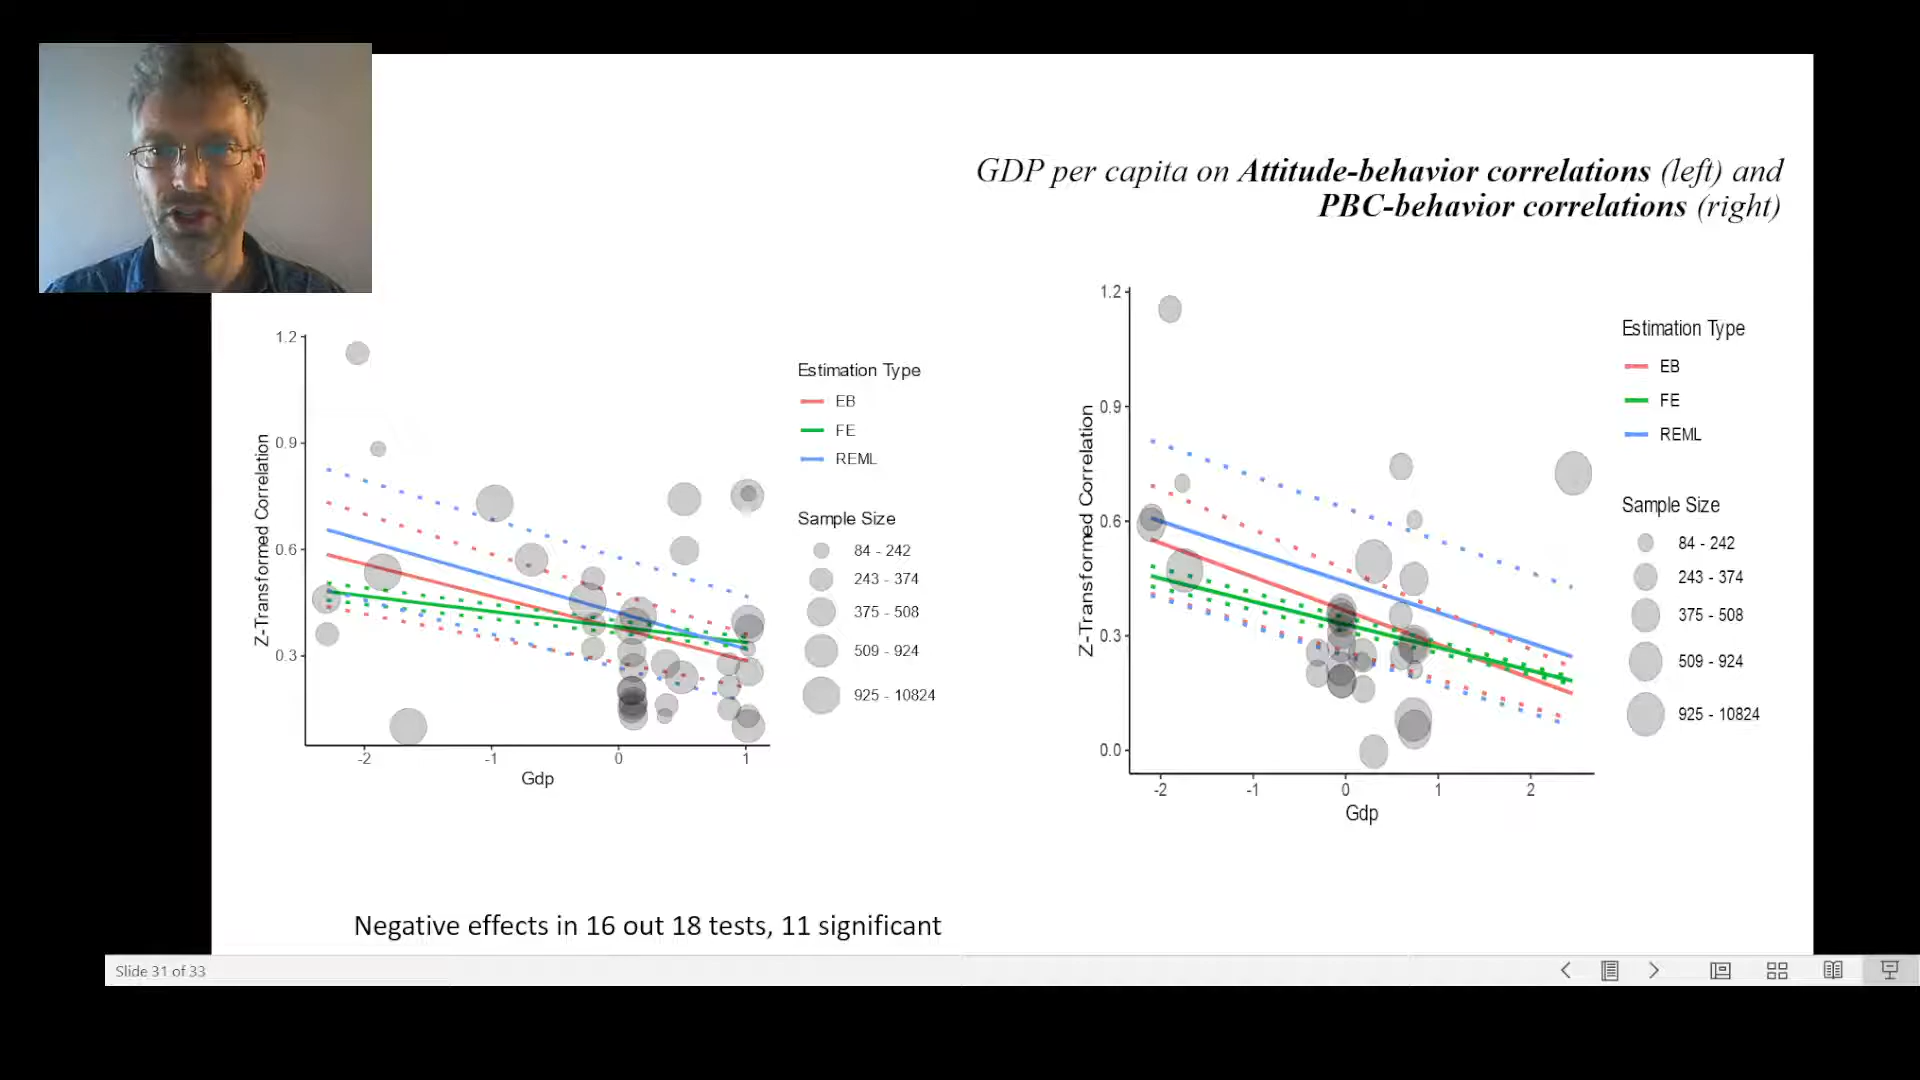 GDP per capita on Attitude-behavior correlations (left) and
PBC-behavior correlations (right)
1.2
0.9
0.6
0.3
Z-Transformed Correlation
-2
-1
0
1
Gdp
Estimation Type
EB
FE
REML
Sample Size
84 - 242
243 - 374
375 - 508
509 - 924
925 - 10824
1.2
0.9
0.6
0.3
0.0
Z-Transformed Correlation
-2
-1
0
1
2
Gdp
Estimation Type
EB
FE
REML
Sample Size
84 - 242
243 - 374
375 - 508
509 - 924
925 - 10824
Negative effects in 16 out 18 tests, 11 significant
Slide 31 of 33